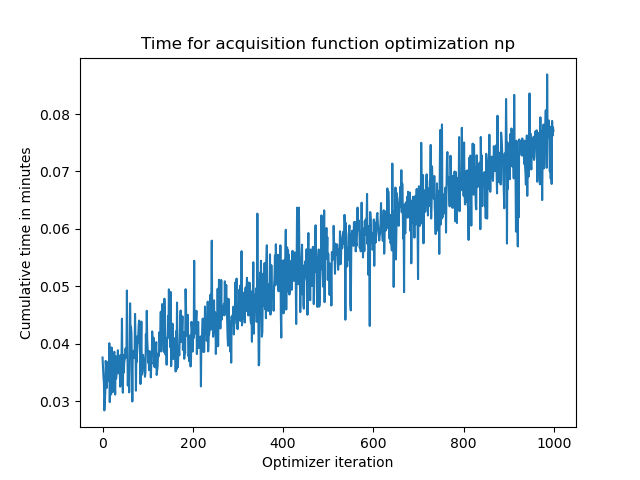 Time for acquisition function optimization np
Cumulative time in minutes
0.08
0.07
0.06
0.05
0.04
0.03
0 200 400 600 800 1000
Optimizer iteration